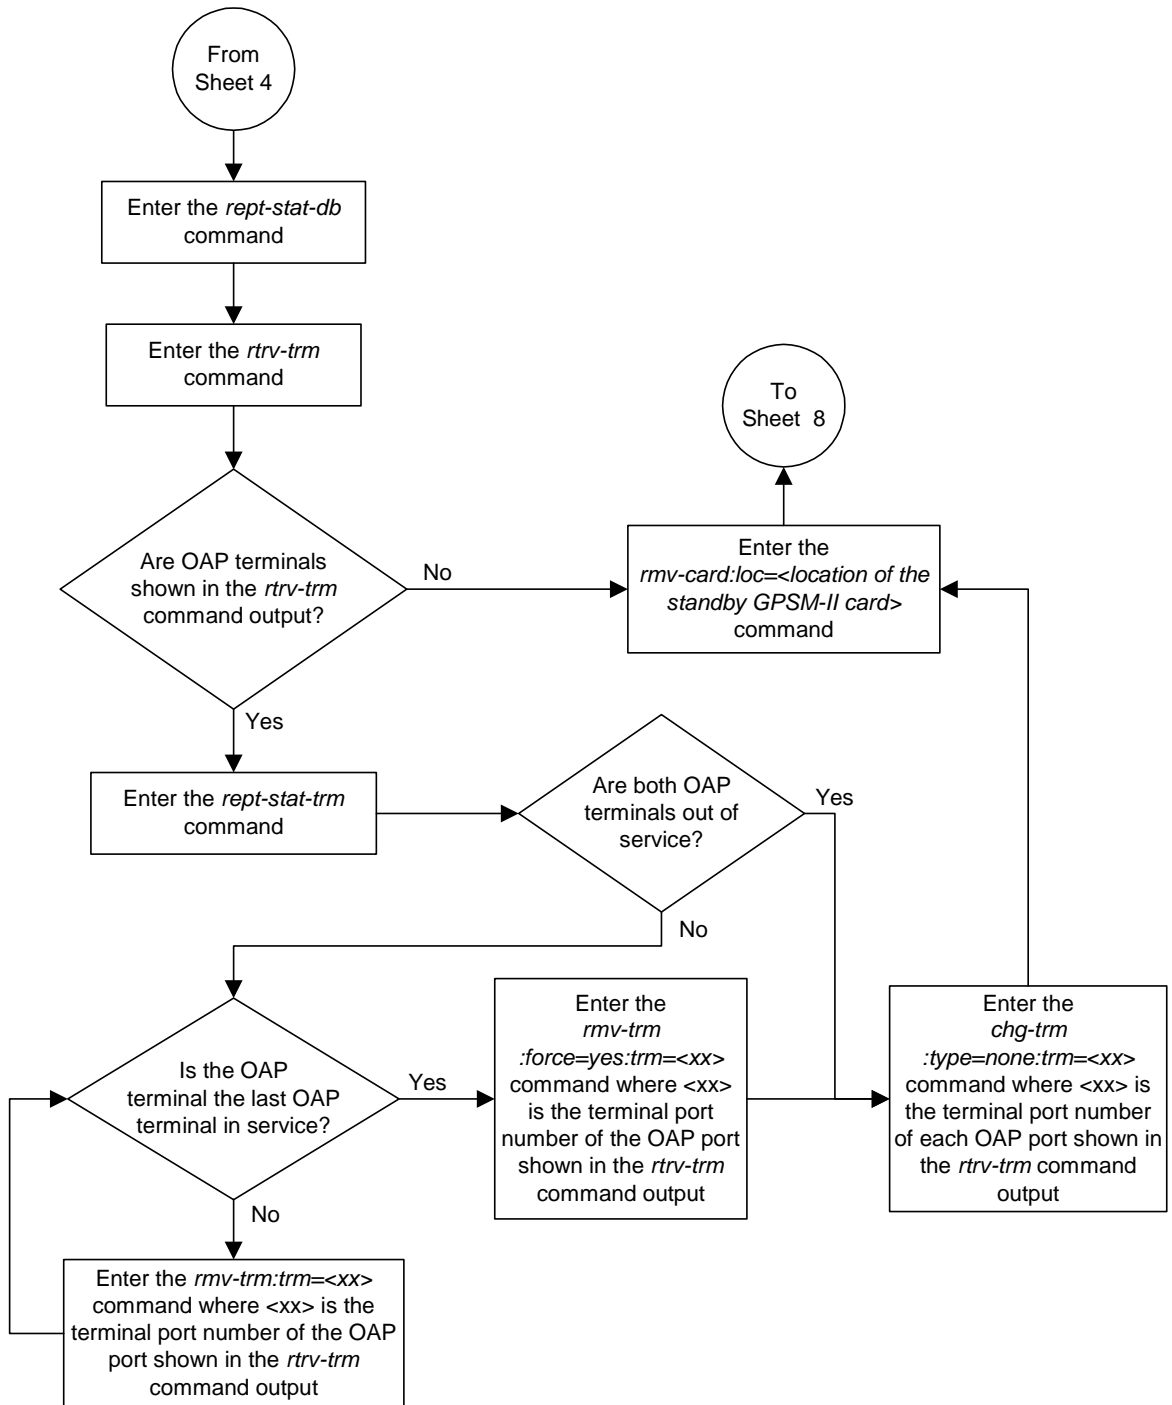 From
Sheet 4
Enter the rept-stat-db
command
Enter the rtrv-trm
command
To
Sheet 8
Are OAP terminals
shown in the rtrv-trm
command output?
No
Enter the
rmv-card:loc=<location of the
standby GPSM-II card>
command
Yes
Enter the rept-stat-trm
command
Are both OAP
terminals out of
service?
Yes
No
Is the OAP
terminal the last OAP
terminal in service?
Yes
Enter the
rmv-trm
:force=yes:trm=<xx>
command where <xx>
is the terminal port
number of the OAP port
shown in the rtrv-trm
command output
Enter the
chg-trm
:type=none:trm=<xx>
command where <xx> is
the terminal port number
of each OAP port shown in
the rtrv-trm command
output
No
Enter the rmv-trm:trm=<xx>
command where <xx> is the
terminal port number of the OAP
port shown in the rtrv-trm
command output